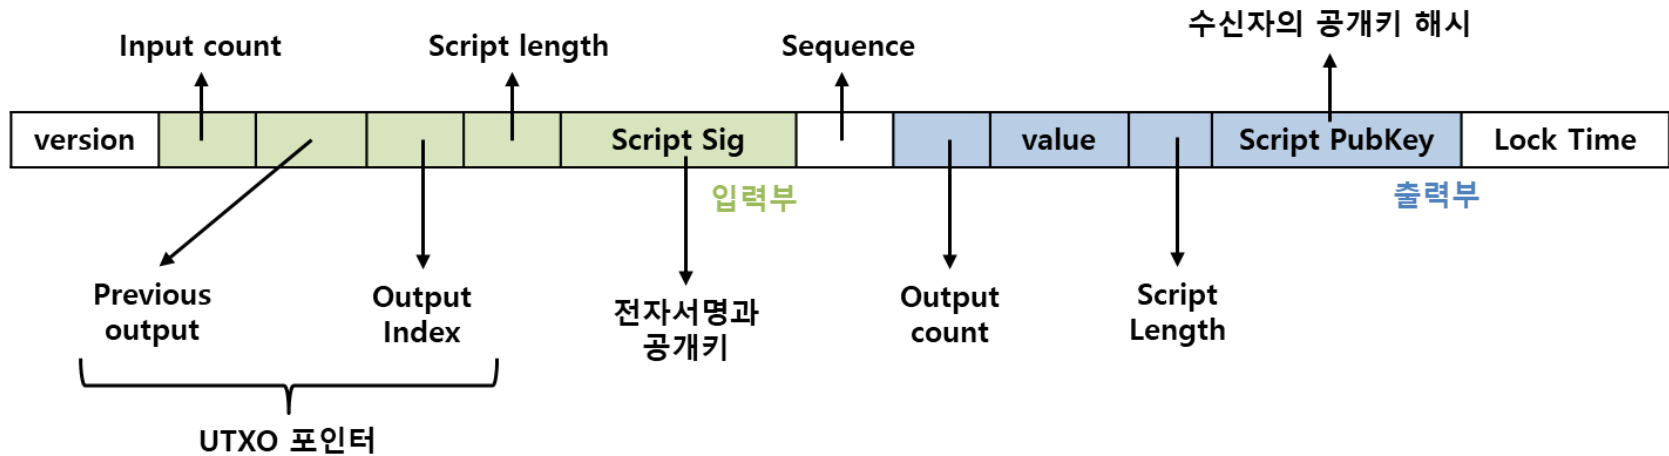 수신자의 공개키 해시
Input count
Script length
Sequence
version
Script Sig
value
Script PubKey
Lock Time
입력부
출력부
Previous
output
Output
Index
전자서명과
공개키
Output
count
Script
Length
UTXO 포인터